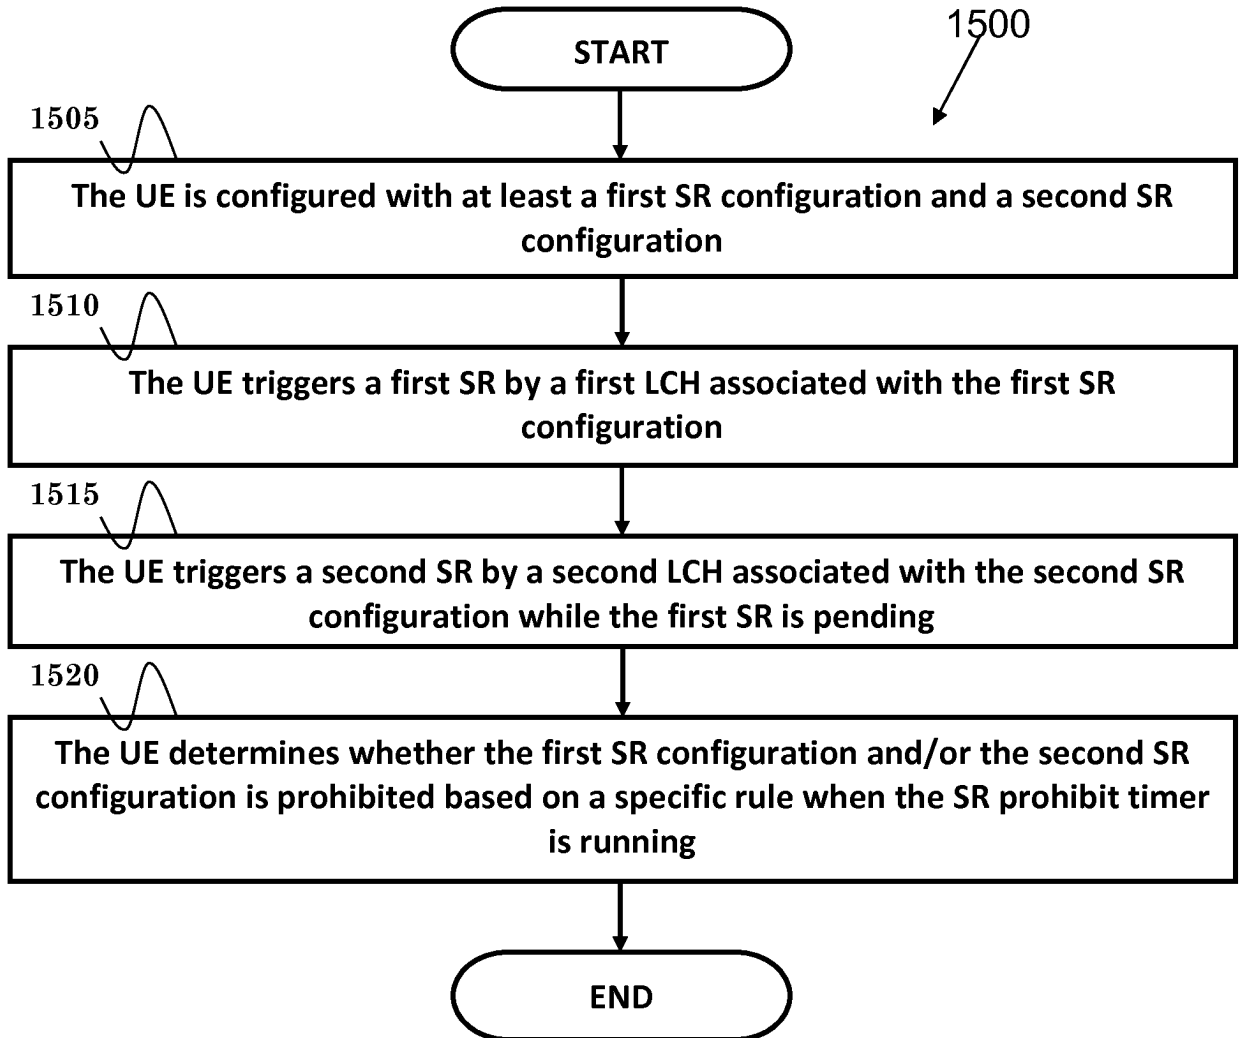 START
1500
1505
The UE is configured with at least a first SR configuration and a second SR
configuration
1510
The UE triggers a first SR by a first LCH associated with the first SR
configuration
1515
The UE triggers a second SR by a second LCH associated with the second SR
configuration while the first SR is pending
1520
The UE determines whether the first SR configuration and/or the second SR
configuration is prohibited based on a specific rule when the SR prohibit timer
is running
END